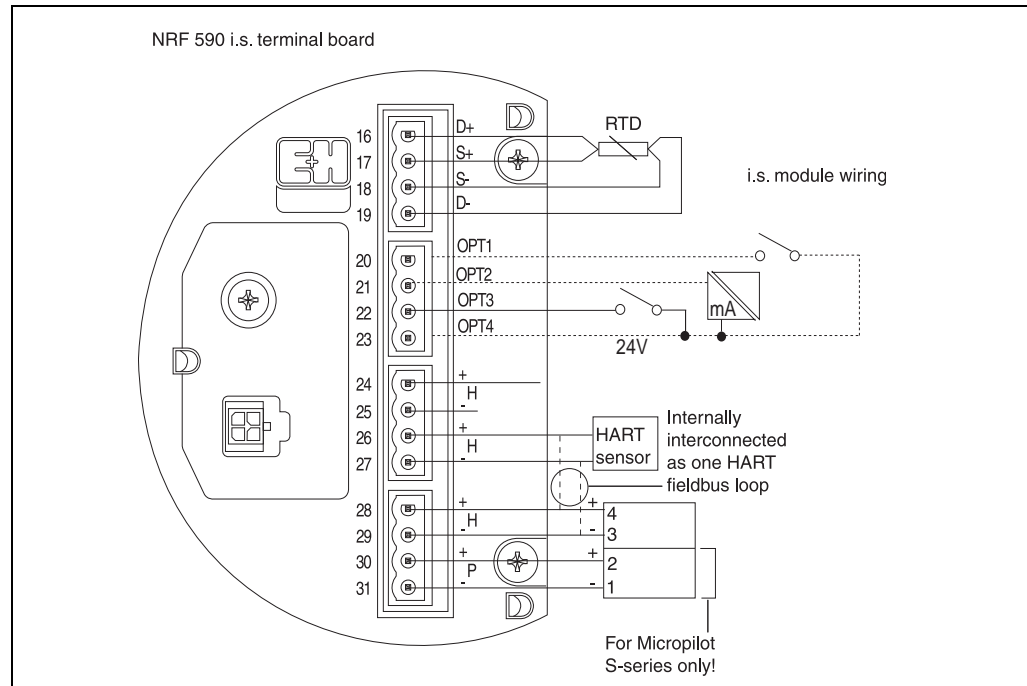 NRF 590 i.s. terminal board
16 D+ RTD
17 S+
18 S-
i.s. module wiring
19 D-
20 OPT1
21 OPT2
22 OPT3 mA
23 OPT4 24V
24 +
H
25 -
26 + HART
H
27 - sensor
Internally
interconnected
as one HART
fieldbus loop
28 + + 4
H
29 - - 3
30 + + 2
P
31 - - 1
For Micropilot
S-series only!